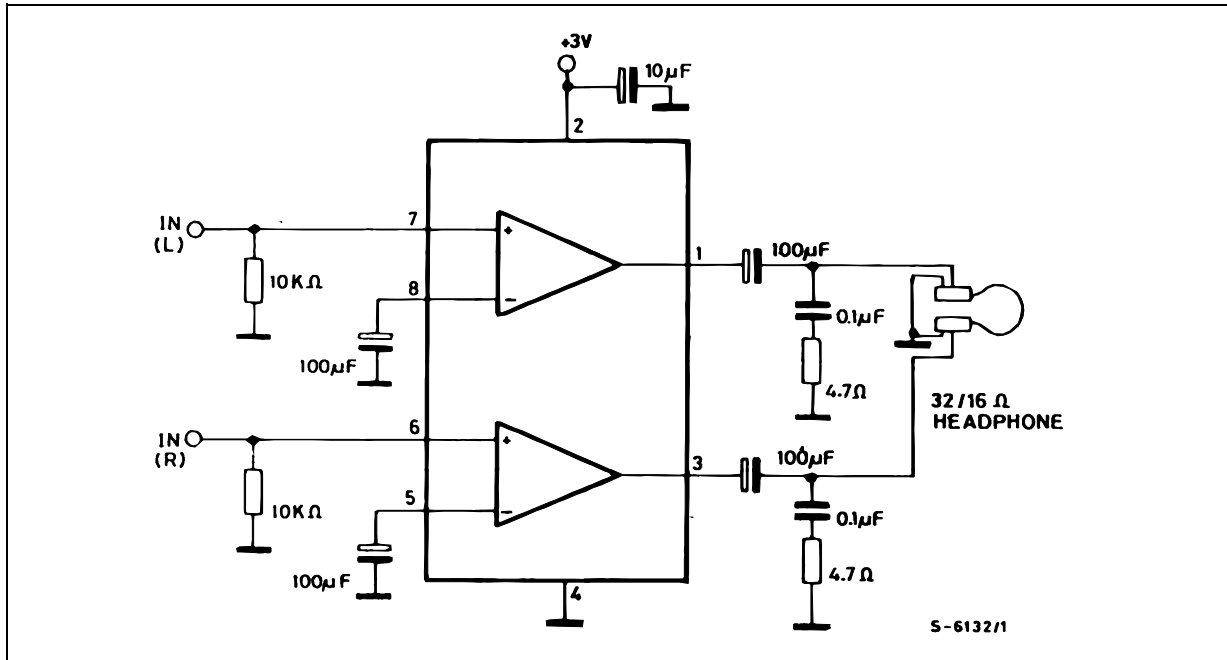 +3V
10µF
2
IN
(L)
7
+
10KΩ
8
−
100µF
1
100µF
0.1µF
4.7Ω
32/16 Ω
HEADPHONE
IN
(R)
6
+
10KΩ
5
−
100µF
3
100µF
0.1µF
4.7Ω
4
S-6132/1